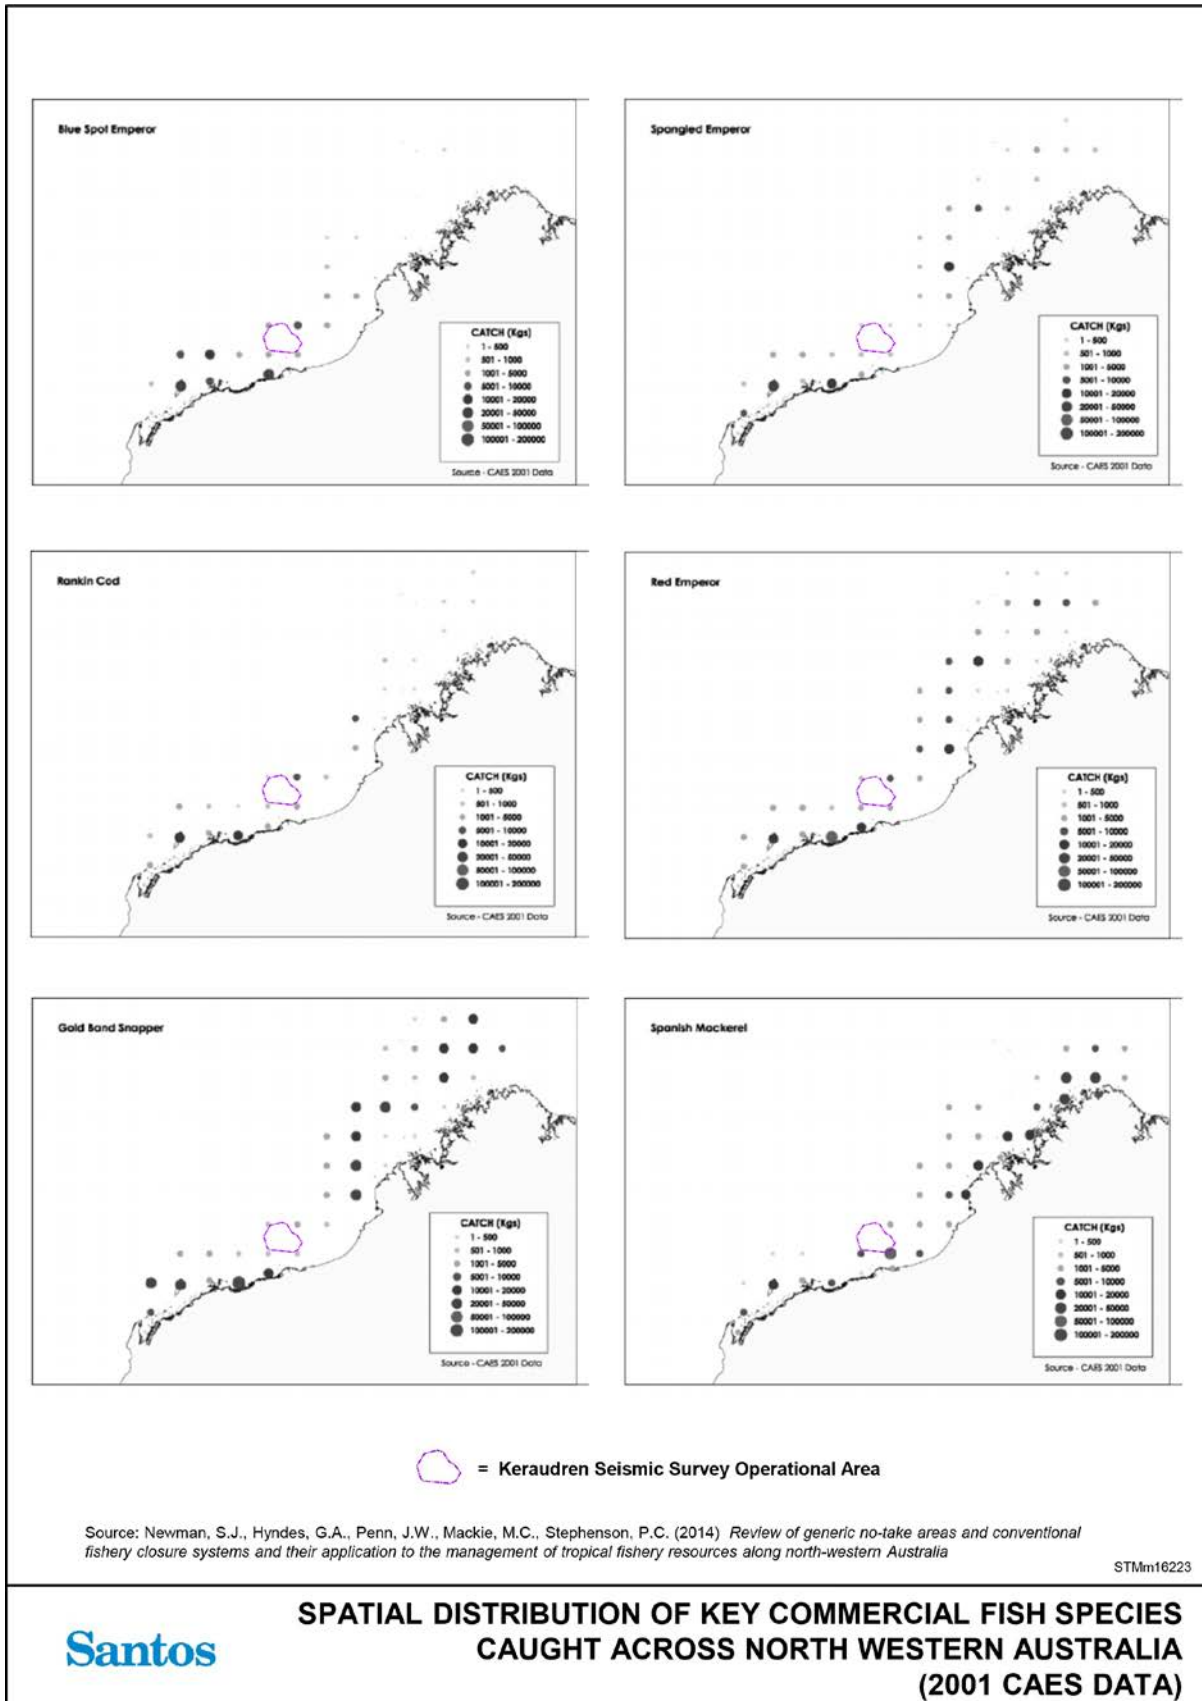 Blue Spot Emperor
CATCH (Kgs)
1 - 500
501 - 1000
1001 - 5000
5001 - 10000
10001 - 20000
20001 - 50000
50001 - 100000
100001 - 200000
Source - CAES 2001 Data
Spangled Emperor
CATCH (Kgs)
1 - 500
501 - 1000
1001 - 5000
5001 - 10000
10001 - 20000
20001 - 50000
50001 - 100000
100001 - 200000
Source - CAES 2001 Data
Rankin Cod
CATCH (Kgs)
1 - 500
501 - 1000
1001 - 5000
5001 - 10000
10001 - 20000
20001 - 50000
50001 - 100000
100001 - 200000
Source - CAES 2001 Data
Red Emperor
CATCH (Kgs)
1 - 500
501 - 1000
1001 - 5000
5001 - 10000
10001 - 20000
20001 - 50000
50001 - 100000
100001 - 200000
Source - CAES 2001 Data
Gold Band Snapper
CATCH (Kgs)
1 - 500
501 - 1000
1001 - 5000
5001 - 10000
10001 - 20000
20001 - 50000
50001 - 100000
100001 - 200000
Source - CAES 2001 Data
Spanish Mackerel
CATCH (Kgs)
1 - 500
501 - 1000
1001 - 5000
5001 - 10000
10001 - 20000
20001 - 50000
50001 - 100000
100001 - 200000
Source - CAES 2001 Data
= Keraudren Seismic Survey Operational Area
Source: Newman, S.J., Hyndes, G.A., Penn, J.W., Mackie, M.C., Stephenson, P.C. (2014) Review of generic no-take areas and conventional
fishery closure systems and their application to the management of tropical fishery resources along north-western Australia
STMm16223
Santos
SPATIAL DISTRIBUTION OF KEY COMMERCIAL FISH SPECIES
CAUGHT ACROSS NORTH WESTERN AUSTRALIA
(2001 CAES DATA)